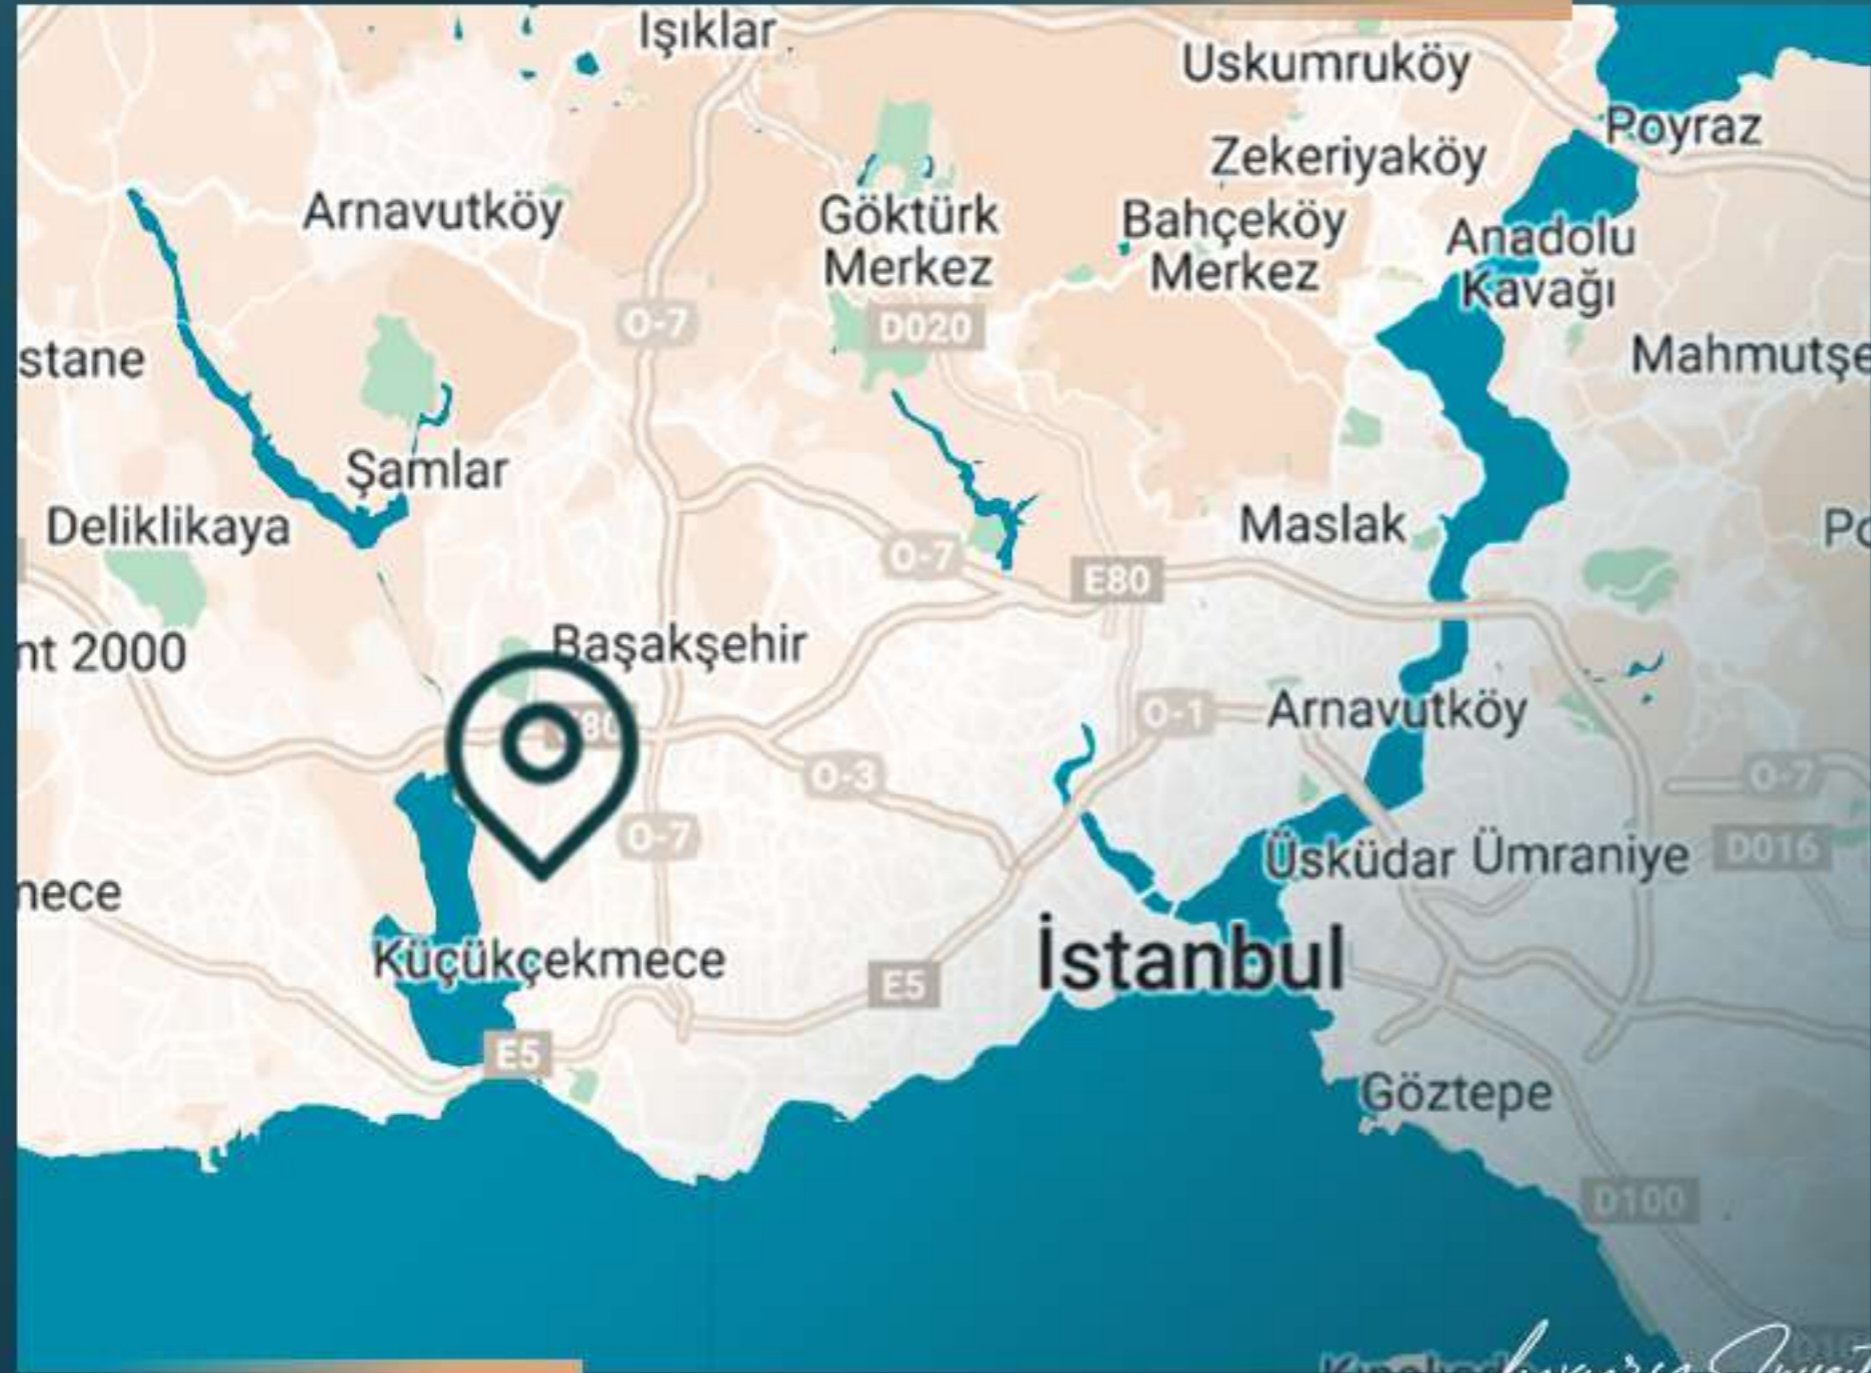 Işıklar
Uskumruköy
Poyraz
Zekeriyaköy
Arnavutköy
Göktürk
Merkez
Bahçeköy
Merkez
Anadolu
Kavağı
O-7
D020
stane
Mahmutşe
Şamlar
Deliklikaya
Maslak
Po
O-7
E80
nt 2000
Başakşehir
E80
O-1
Arnavutköy
O-3
O-7
O-7
Üsküdar
Ümraniye
D016
nece
Küçükçekmece
İstanbul
E5
E5
Göztepe
D100